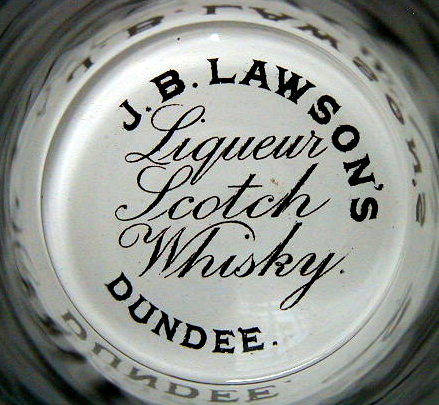 J.B.LAWSON'S
Liqueur
Scotch
Whisky.
DUNDEE.